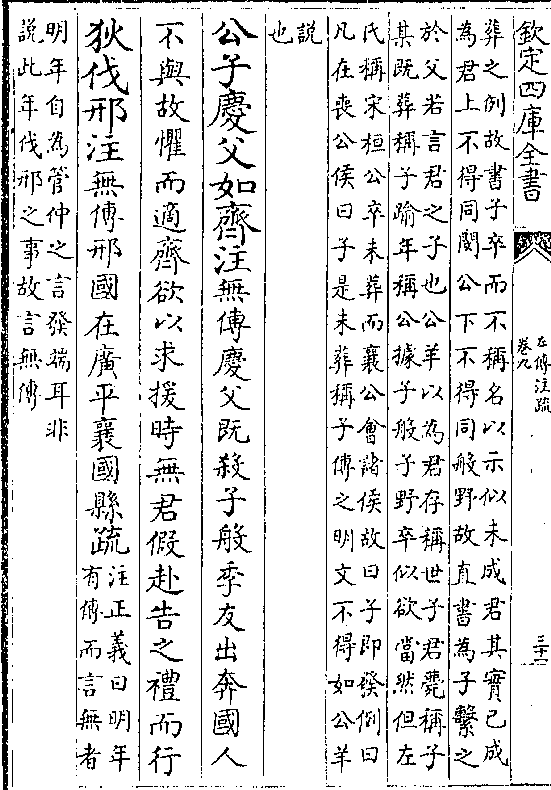 欽定四庫全書
左傳注疏
卷九
三十一
葬之例故書子卒而不稱名以示似未成君其實已成
為君上不得同閔公下不得同般野故直書為子繫之
於父若言君之子也公羊以為君存稱世子君薨稱子
某既葬稱子踰年稱公據子般子野卒似欲當然但左
氏稱宋桓公卒未葬而襄公會諸侯故曰子即發例曰
凡在喪公侯曰子是未葬稱子傳之明文不得如公羊
說
也
公子慶父如齊注無傳慶父既殺子般季友出奔國人
不與故懼而適齊欲以求援時無君假赴告之禮而行
狄伐邢注無傳邢國在廣平襄國縣疏注正義曰明年
有傳而言無者
明年自為管仲之言發端耳非
說此年伐邢之事故言無傳